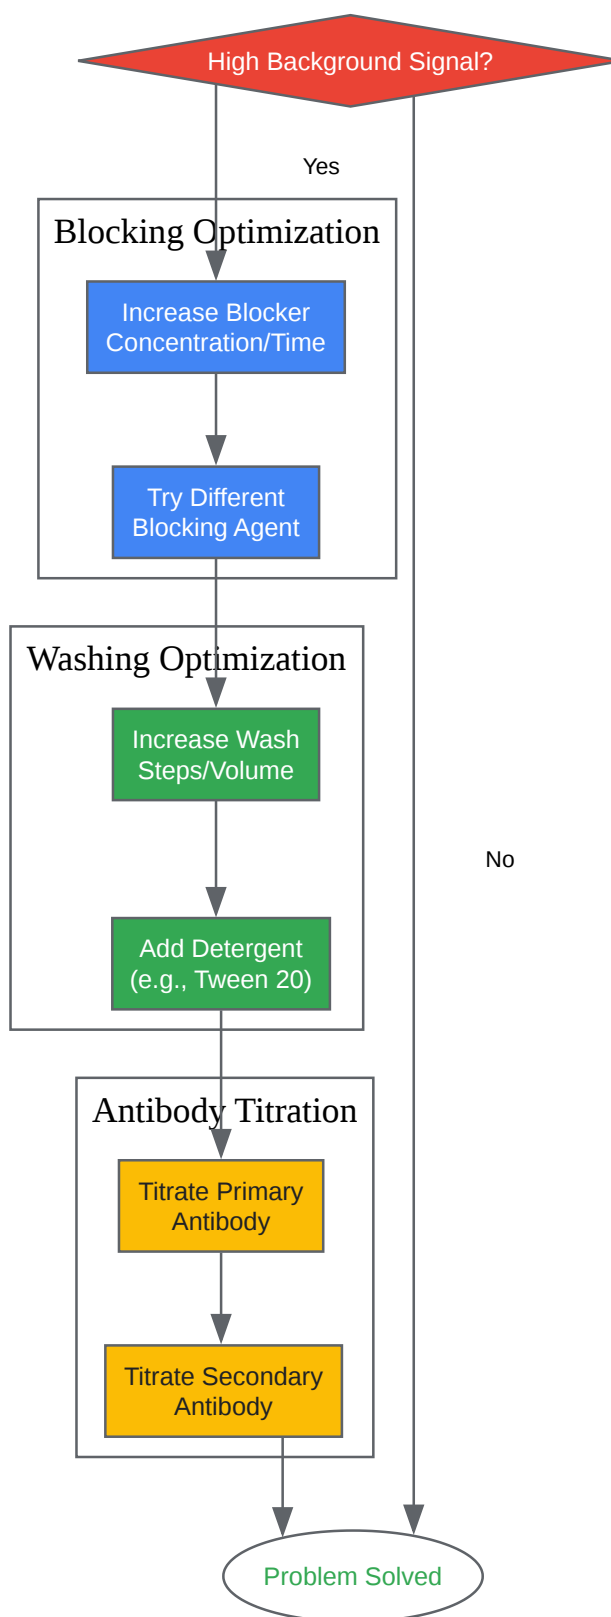 High Background Signal?
Yes
Blocking Optimization
Increase Blocker
Concentration/Time
Try Different
Blocking Agent
Washing Optimization
Increase Wash
Steps/Volume
No
Add Detergent
(e.g., Tween 20)
Antibody Titration
Titrate Primary
Antibody
Titrate Secondary
Antibody
Problem Solved